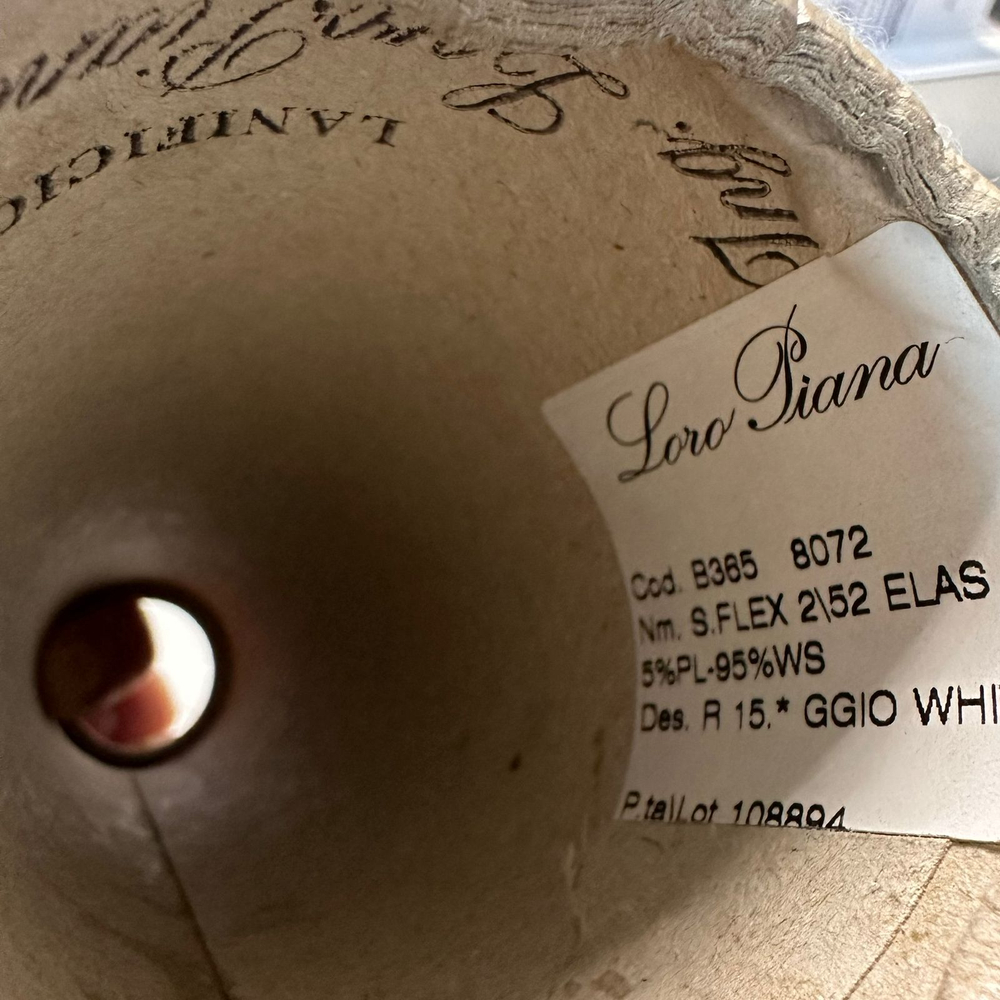 Loro Piana
Cod. B365 8072
Nm. S.FLEX 2\52 ELAS
5%PL-95%WS
Des. R 15.* GGIO WHI
P.ta\Lot 108894
Ing.
LANIFICIO